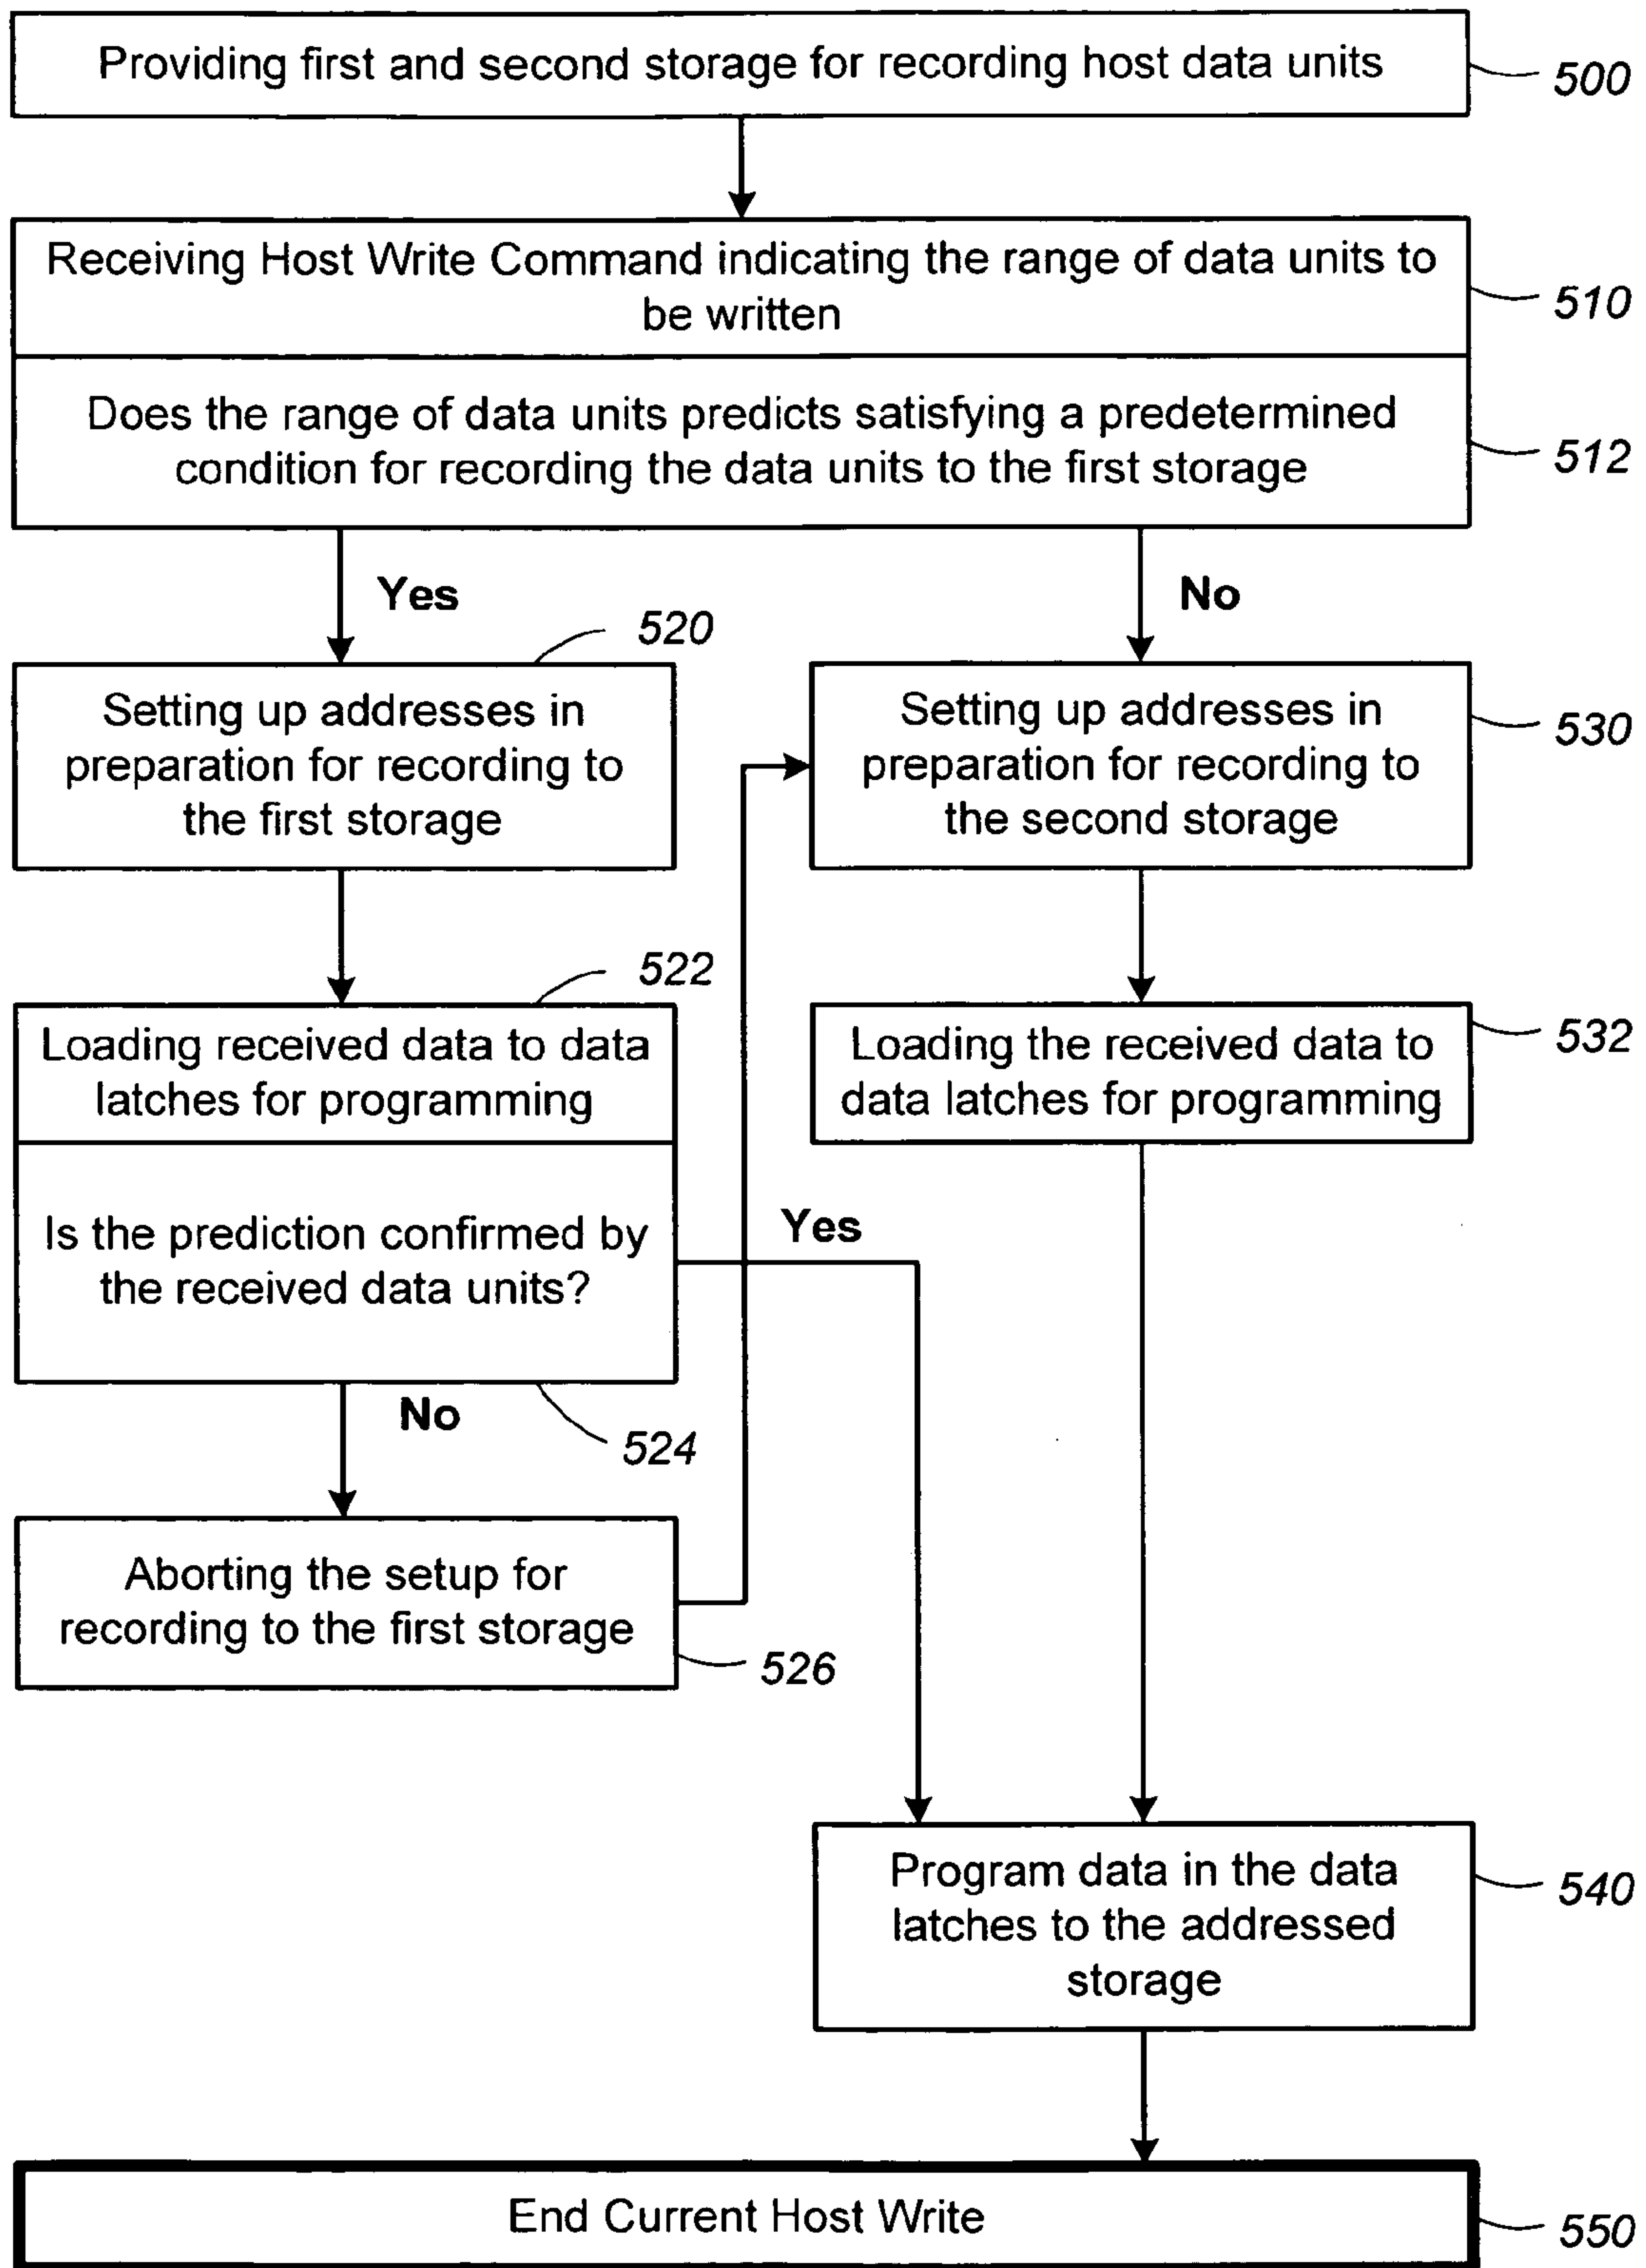 Providing first and second storage for recording host data units
500
Receiving Host Write Command indicating the range of data units to
be written
510
Does the range of data units predicts satisfying a predetermined
condition for recording the data units to the first storage
512
Yes
No
520
Setting up addresses in
preparation for recording to
the first storage
Setting up addresses in
preparation for recording to
the second storage
530
522
Loading received data to data
latches for programming
Loading the received data to
data latches for programming
532
Is the prediction confirmed by
the received data units?
Yes
No
524
Aborting the setup for
recording to the first storage
526
Program data in the data
latches to the addressed
storage
540
End Current Host Write
550